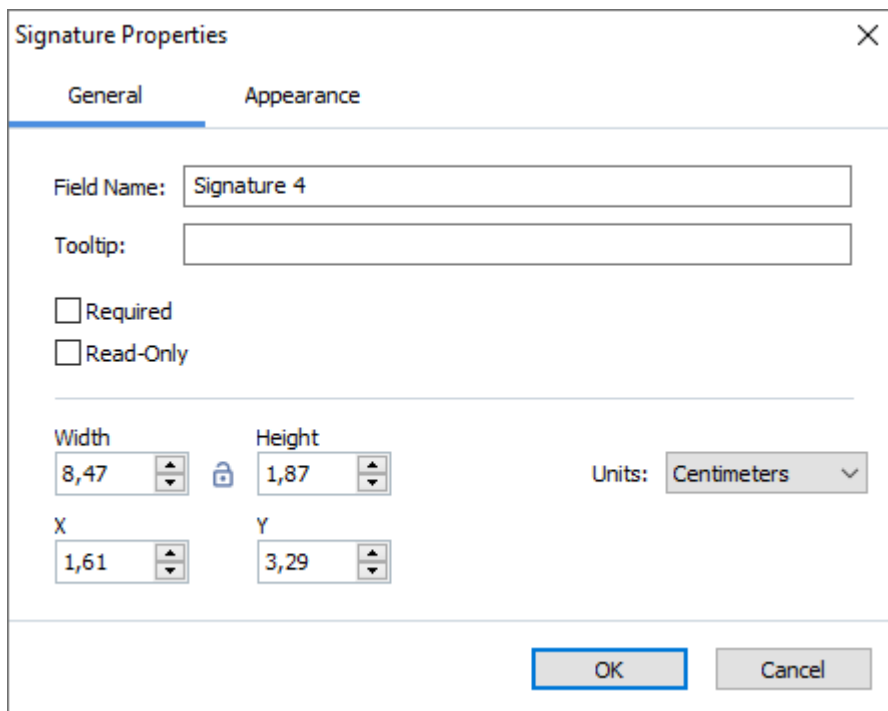 Signature Properties
General Appearance
Field Name: Signature 4
Tooltip:
Required
Read-Only
Width Height
8,47 1,87 Units: Centimeters
X Y
1,61 3,29
OK Cancel